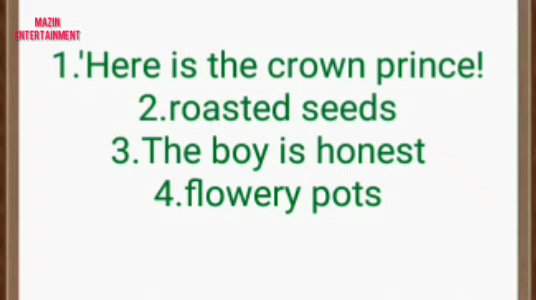 MAZIN
ENTERTAINMENT
1.'Here is the crown prince!
2.roasted seeds
3.The boy is honest
4.flowery pots